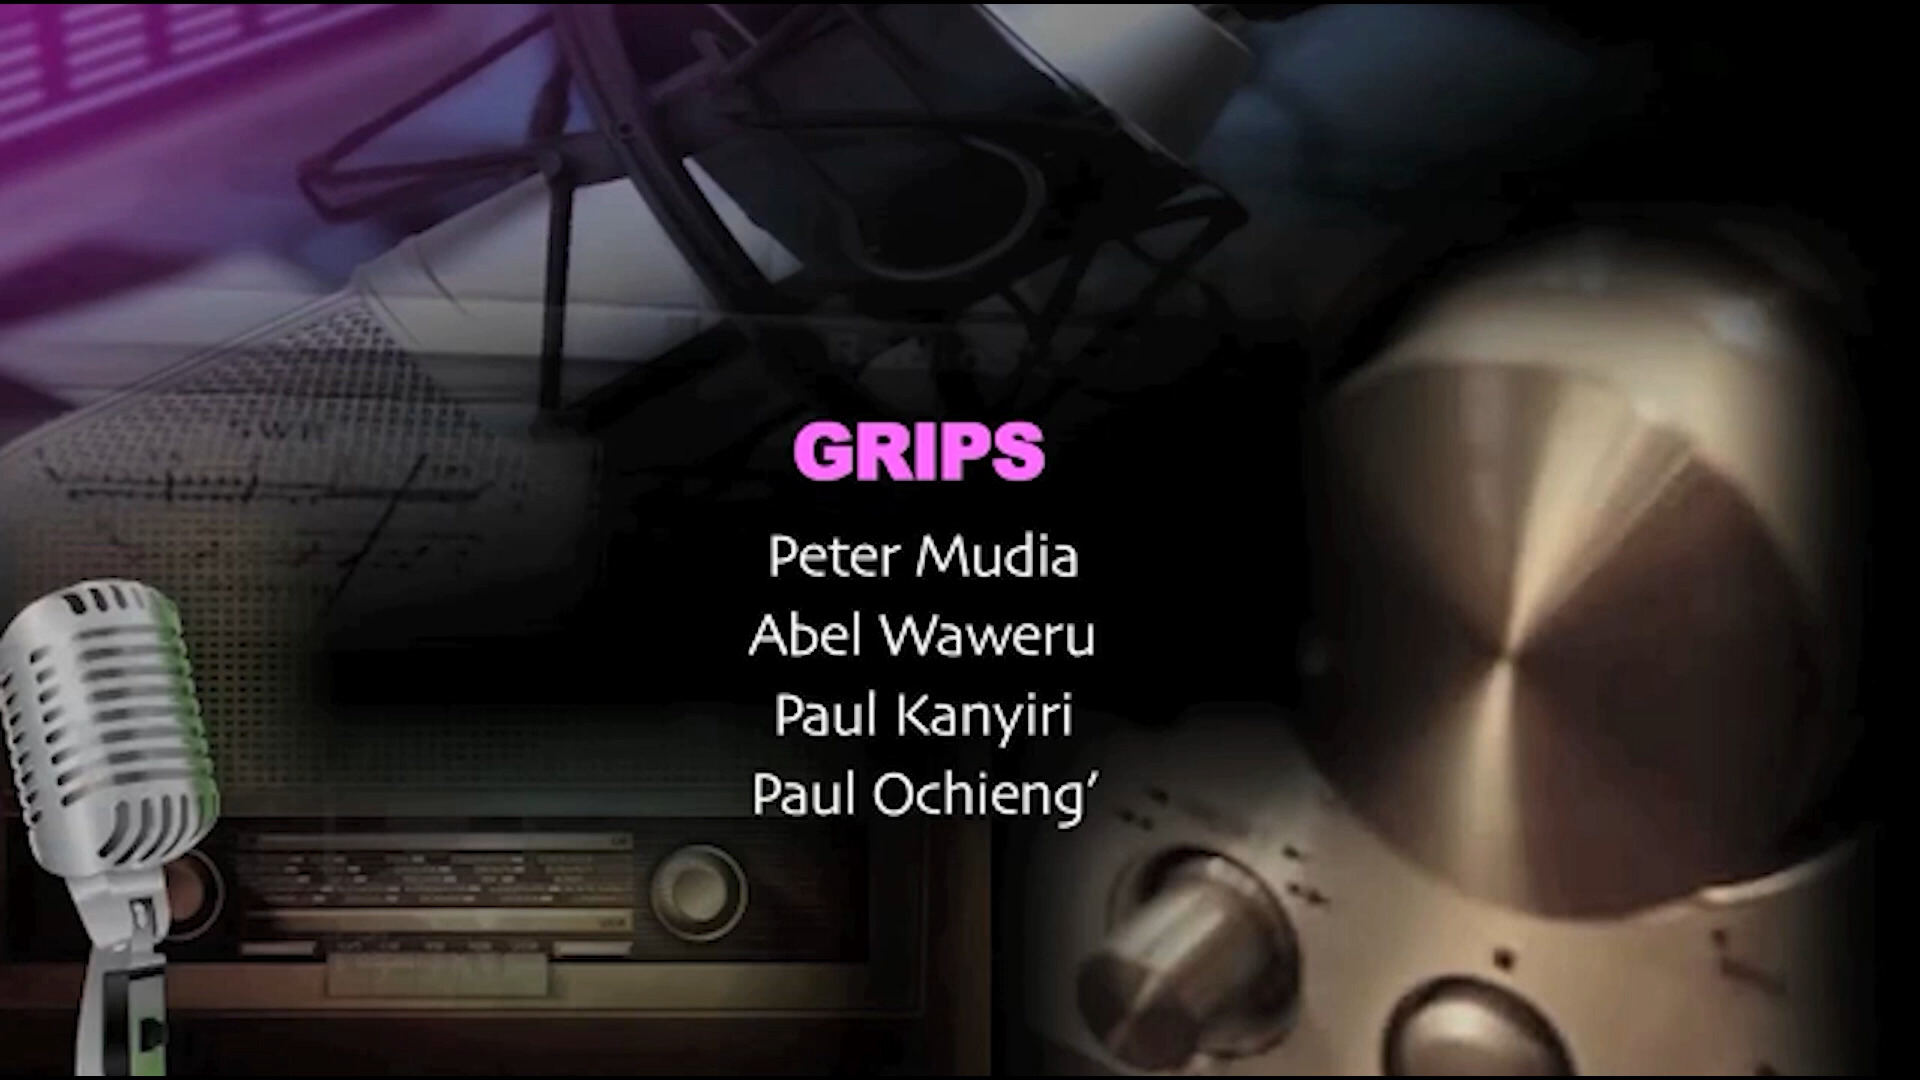 GRIPS
Peter Mudia
Abel Waweru
Paul Kanyiri
Paul Ochieng’